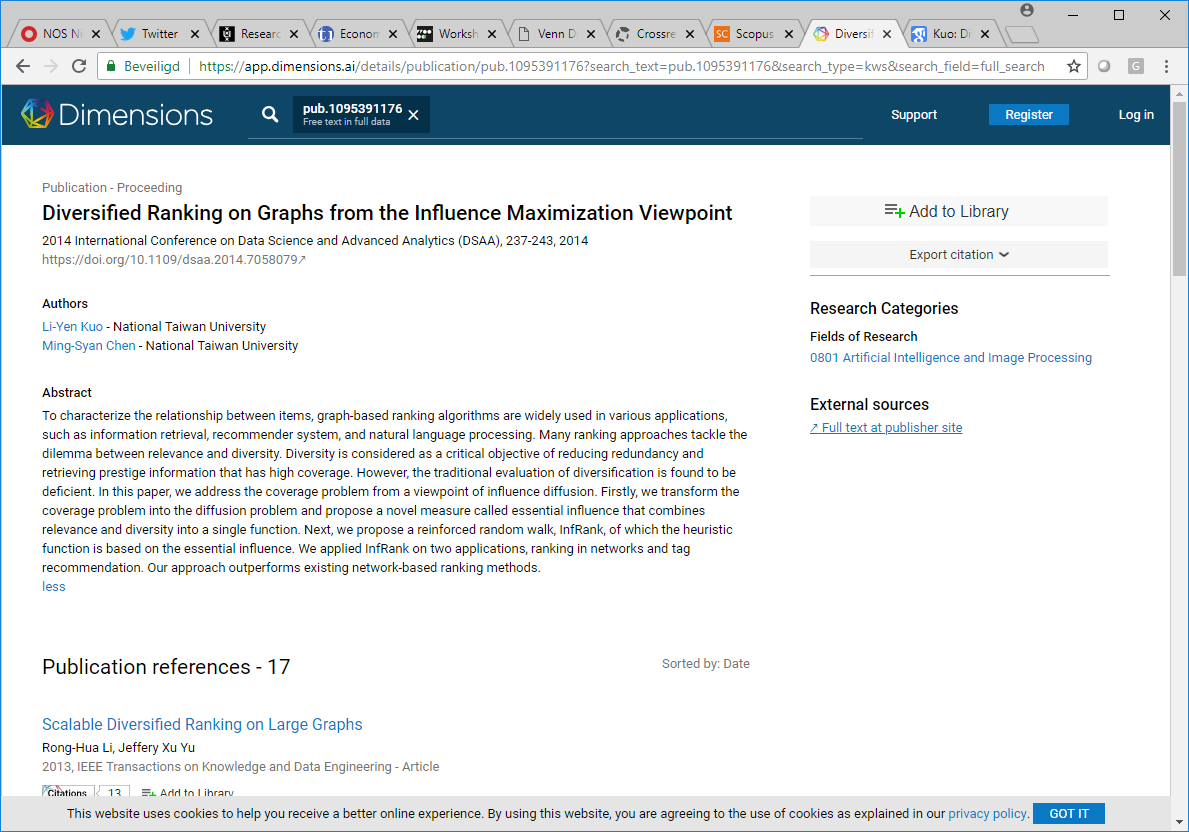 NOS Ni
Twitter
Researc
Econom
Worksh
Venn D
Crossre
Scopus
Diversif
Kuo: Di
Beveiligd
https://app.dimensions.ai/details/publication/pub.1095391176?search_text=pub.1095391176&search_type=kws&search_field=full_search
G
Dimensions
pub.1095391176
Free text in full data
Support
Register
Log in
Publication - Proceeding
Diversified Ranking on Graphs from the Influence Maximization Viewpoint
2014 International Conference on Data Science and Advanced Analytics (DSAA), 237-243, 2014
https://doi.org/10.1109/dsaa.2014.7058079↗
Authors
Li-Yen Kuo - National Taiwan University
Ming-Syan Chen - National Taiwan University
Abstract
To characterize the relationship between items, graph-based ranking algorithms are widely used in various applications,
such as information retrieval, recommender system, and natural language processing. Many ranking approaches tackle the
dilemma between relevance and diversity. Diversity is considered as a critical objective of reducing redundancy and
retrieving prestige information that has high coverage. However, the traditional evaluation of diversification is found to be
deficient. In this paper, we address the coverage problem from a viewpoint of influence diffusion. Firstly, we transform the
coverage problem into the diffusion problem and propose a novel measure called essential influence that combines
relevance and diversity into a single function. Next, we propose a reinforced random walk, InfRank, of which the heuristic
function is based on the essential influence. We applied InfRank on two applications, ranking in networks and tag
recommendation. Our approach outperforms existing network-based ranking methods.
less
Add to Library
Export citation
Research Categories
Fields of Research
0801 Artificial Intelligence and Image Processing
External sources
↗ Full text at publisher site
Publication references - 17
Sorted by: Date
Scalable Diversified Ranking on Large Graphs
Rong-Hua Li, Jeffery Xu Yu
2013, IEEE Transactions on Knowledge and Data Engineering - Article
Citations 13 Add to Library
This website uses cookies to help you receive a better online experience. By using this website, you are agreeing to the use of cookies as explained in our privacy policy. GOT IT